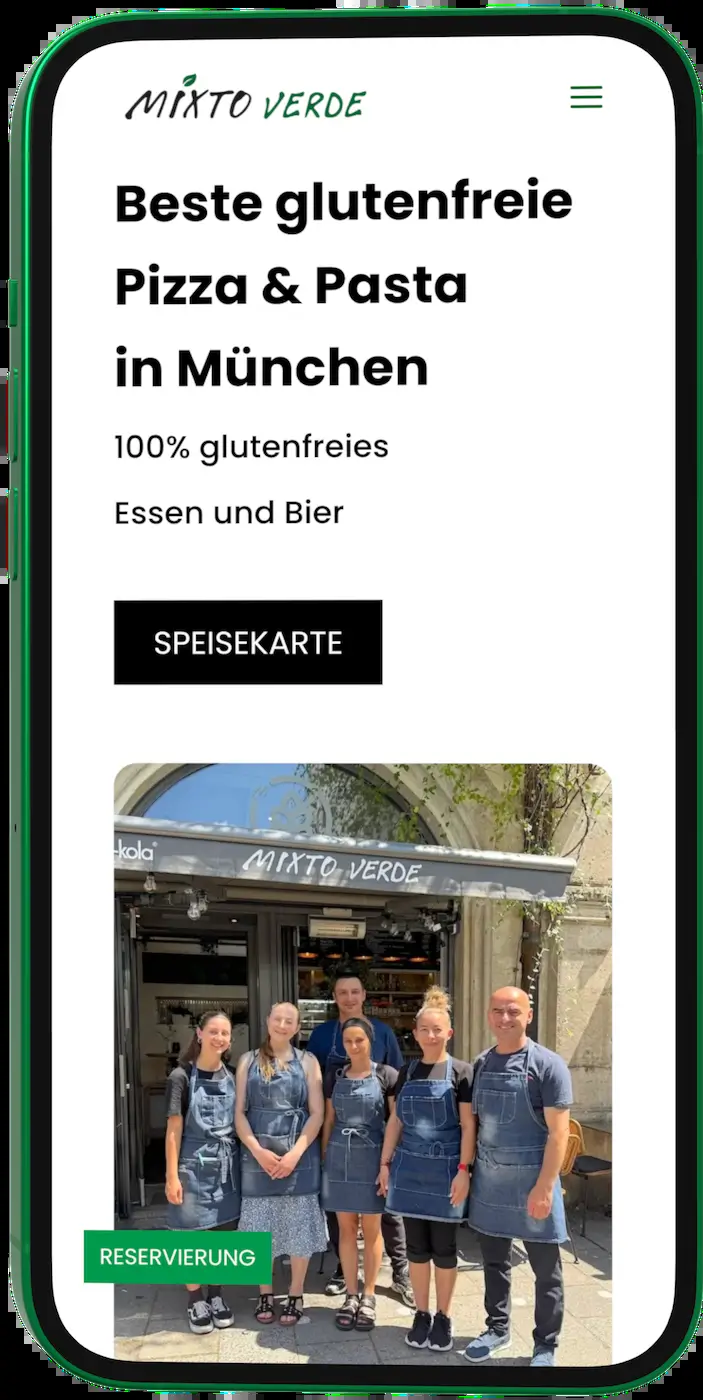 MIXTO VERDE
Beste glutenfreie
Pizza & Pasta
in München
100% glutenfreies
Essen und Bier
SPEISEKARTE
-kola
MIXTO VERDE
RESERVIERUNG